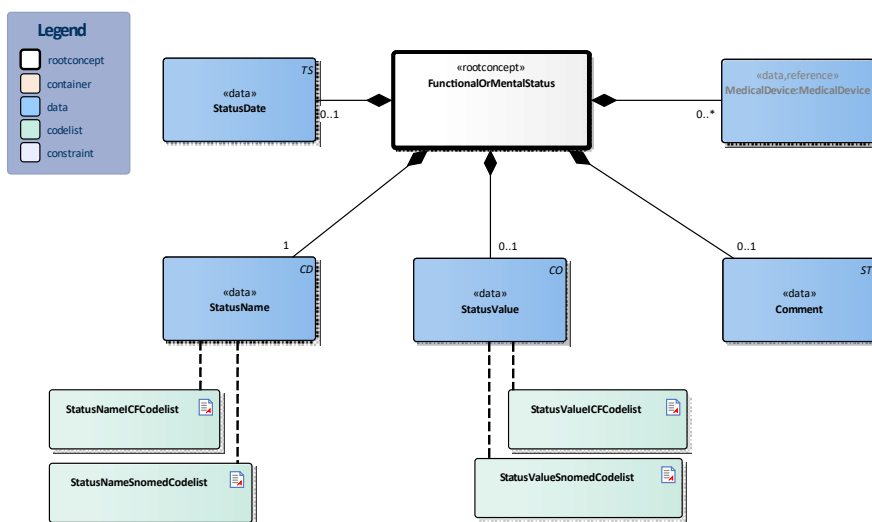 Legend
rootconcept
container
data
codelist
constraint
TS
«data»
StatusDate
0..1
«rootconcept»
FunctionalOrMentalStatus
«data,reference»
MedicalDevice:MedicalDevice
0..*
1
0..1
0..1
CD
«data»
StatusName
CO
«data»
StatusValue
ST
«data»
Comment
StatusNameICFCodelist
StatusValueICFCodelist
StatusNameSnomedCodelist
StatusValueSnomedCodelist